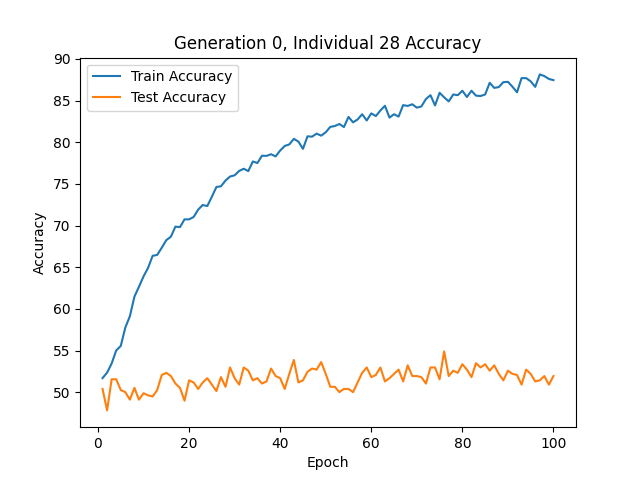 Generation 0, Individual 28 Accuracy
Train Accuracy
Test Accuracy
Accuracy
90
85
80
75
70
65
60
55
50
0 20 40 60 80 100
Epoch